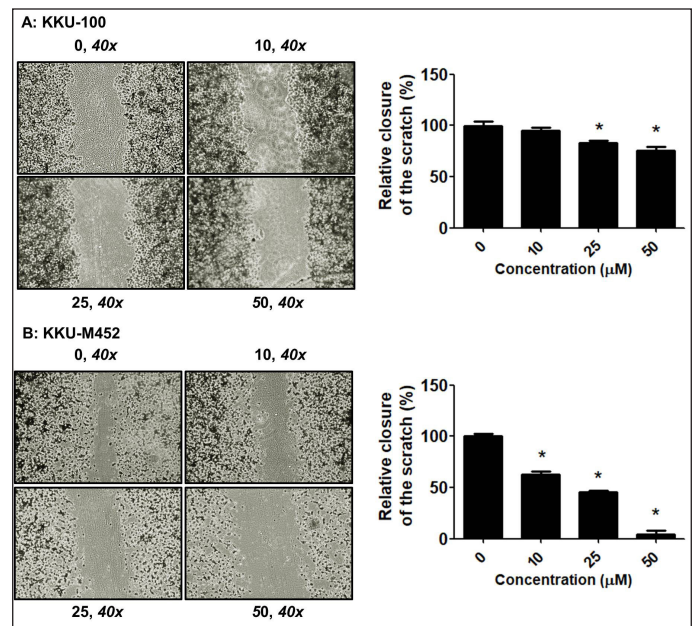 A: KKU-100
0, 40x
10, 40x
25, 40x
50, 40x
150
100
50
0
Relative closure
of the scratch (%)
*
*
0
10
25
50
Concentration (μM)
B: KKU-M452
0, 40x
10, 40x
25, 40x
50, 40x
150
100
50
0
Relative closure
of the scratch (%)
*
*
*
0
10
25
50
Concentration (μM)